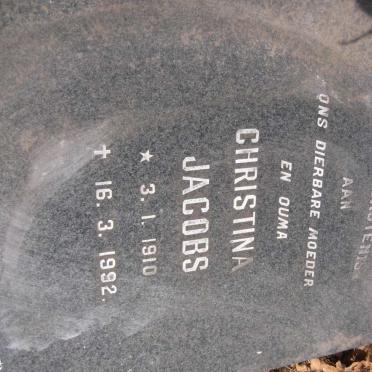 AAN
ONS DIERBARE MOEDER
EN OUMA
CHRISTINA
JACOBS
★ 3. 1. 1910
✝ 16. 3. 1992.